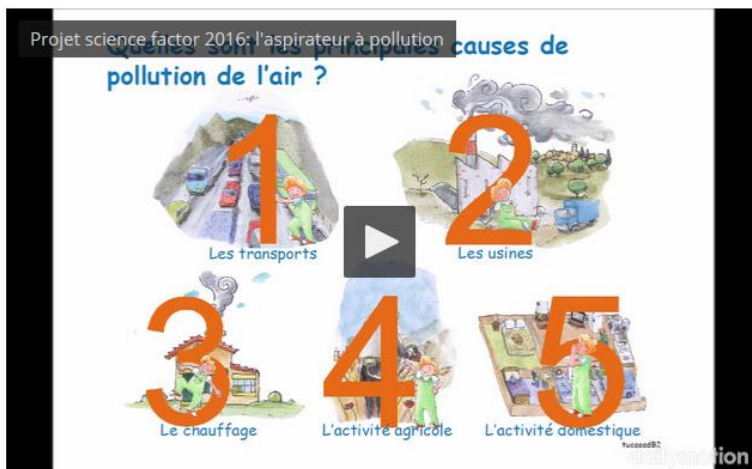 Projet science factor 2016: l'aspirateur à pollution
Quelles sont les principales causes de
pollution de l'air ?
1
2
Les transports
Les usines
3
4
5
Le chauffage
L'activité agricole
L'activité domestique
dailymotion